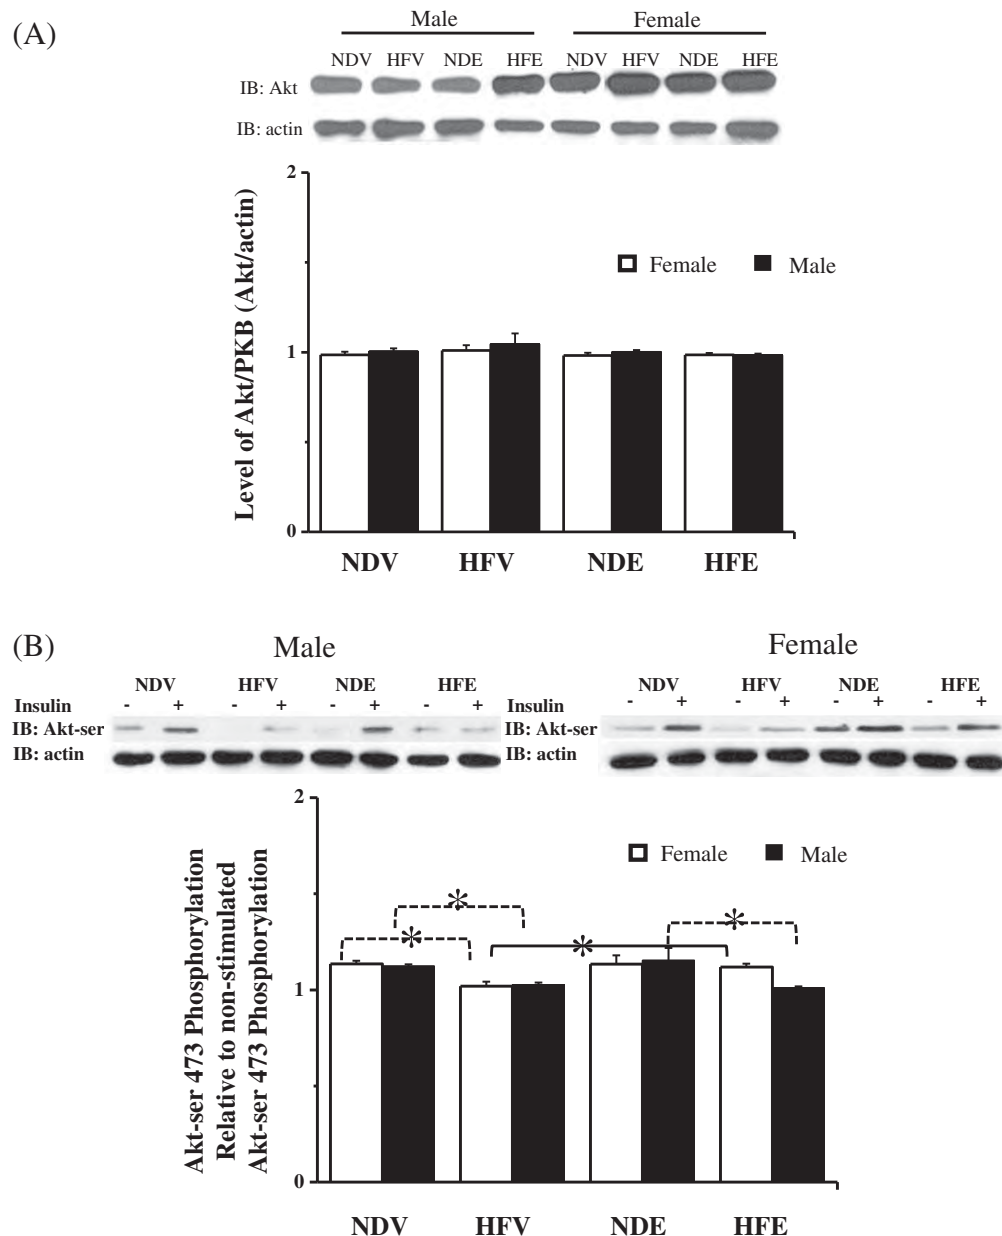 (A)
Male Female
NDV HFV NDE HFE NDV HFV NDE HFE
IB: Akt
IB: actin
Level of Akt/PKB (Akt/actin)
2
1
0
Female Male
NDV HFV NDE HFE
(B)
Male Female
NDV HFV NDE HFE NDV HFV NDE HFE
Insulin - + - + - + - + Insulin - + - + - + - +
IB: Akt-ser IB: Akt-ser
IB: actin IB: actin
Akt-ser 473 Phosphorylation
Relative to non-stimulated
Akt-ser 473 Phosphorylation
2
1
0
Female Male
* * * *
NDV HFV NDE HFE